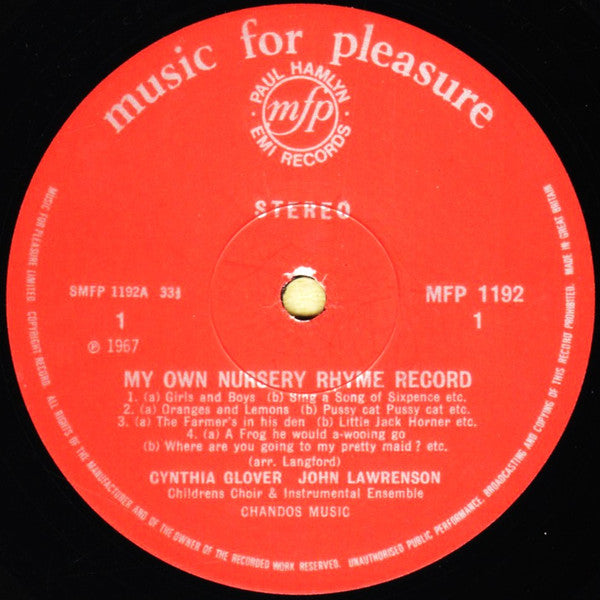 music for pleasure
PAUL HAMLYN
mfp
EMI RECORDS
STEREO
SMFP 1192A 33⅓
MFP 1192
1
1
℗ 1967
MY OWN NURSERY RHYME RECORD
1. (a) Girls and Boys (b) Sing a Song of Sixpence etc.
2. (a) Oranges and Lemons (b) Pussy cat Pussy cat etc.
3. (a) The Farmer's in his den (b) Little Jack Horner etc.
4. (a) A Frog he would a-wooing go
(b) Where are you going to my pretty maid? etc.
(arr. Langford)
CYNTHIA GLOVER JOHN LAWRENSON
Childrens Choir & Instrumental Ensemble
CHANDOS MUSIC
MUSIC FOR PLEASURE LIMITED. COPYRIGHT RECORD. ALL RIGHTS OF THE MANUFACTURER AND OF THE OWNER OF THE RECORDED WORK RESERVED. UNAUTHORISED PUBLIC PERFORMANCE, BROADCASTING AND COPYING OF THIS RECORD PROHIBITED. MADE IN GREAT BRITAIN